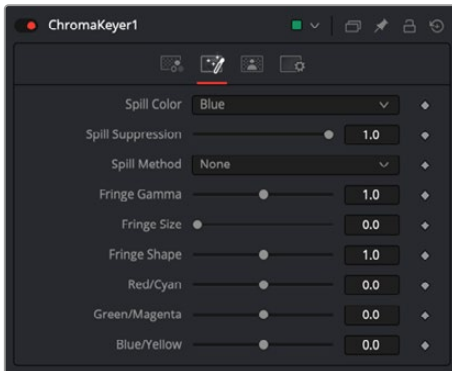 ChromaKeyer1
Spill Color Blue
Spill Suppression 1.0
Spill Method None
Fringe Gamma 1.0
Fringe Size 0.0
Fringe Shape 1.0
Red/Cyan 0.0
Green/Magenta 0.0
Blue/Yellow 0.0